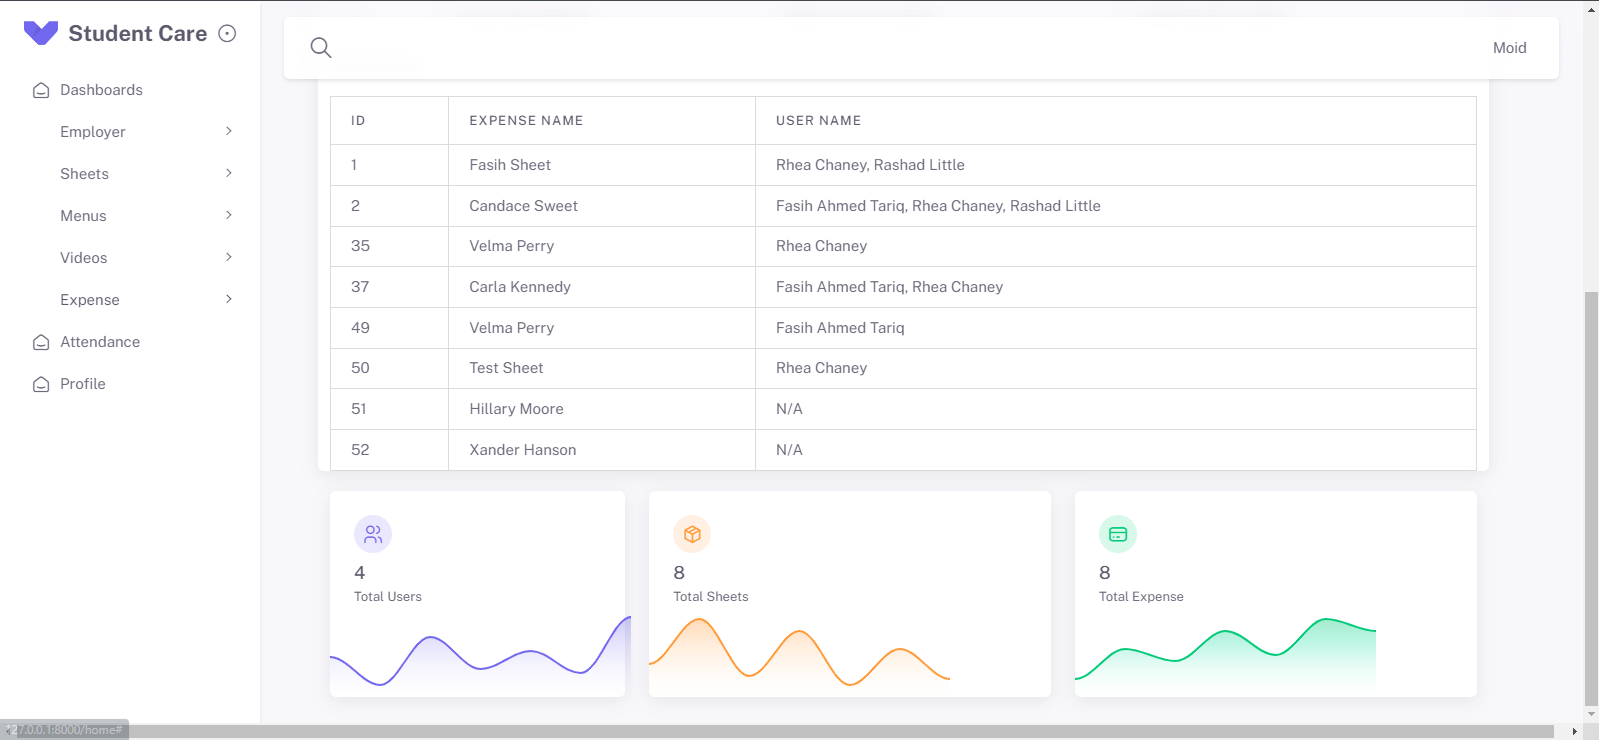 Student Care
Moid
Dashboards
Employer
Sheets
Menus
Videos
Expense
Attendance
Profile
ID EXPENSE NAME USER NAME
1 Fasih Sheet Rhea Chaney, Rashad Little
2 Candace Sweet Fasih Ahmed Tariq, Rhea Chaney, Rashad Little
35 Velma Perry Rhea Chaney
37 Carla Kennedy Fasih Ahmed Tariq, Rhea Chaney
49 Velma Perry Fasih Ahmed Tariq
50 Test Sheet Rhea Chaney
51 Hillary Moore N/A
52 Xander Hanson N/A
4
Total Users
8
Total Sheets
8
Total Expense
127.0.0.1:8000/home#